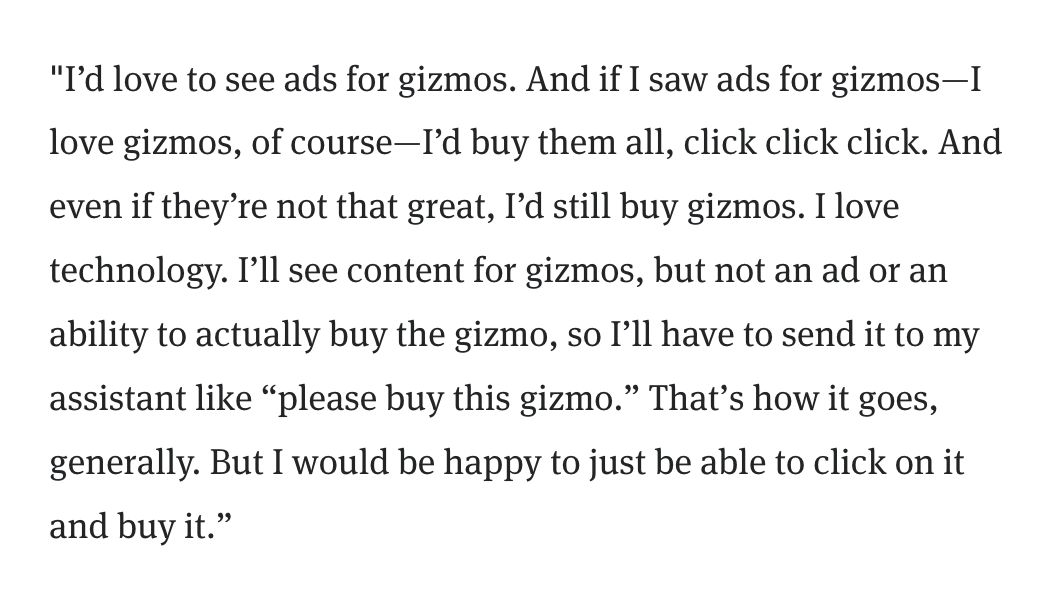 "I’d love to see ads for gizmos. And if I saw ads for gizmos—I
love gizmos, of course—I’d buy them all, click click click. And
even if they’re not that great, I’d still buy gizmos. I love
technology. I’ll see content for gizmos, but not an ad or an
ability to actually buy the gizmo, so I’ll have to send it to my
assistant like “please buy this gizmo.” That’s how it goes,
generally. But I would be happy to just be able to click on it
and buy it.”